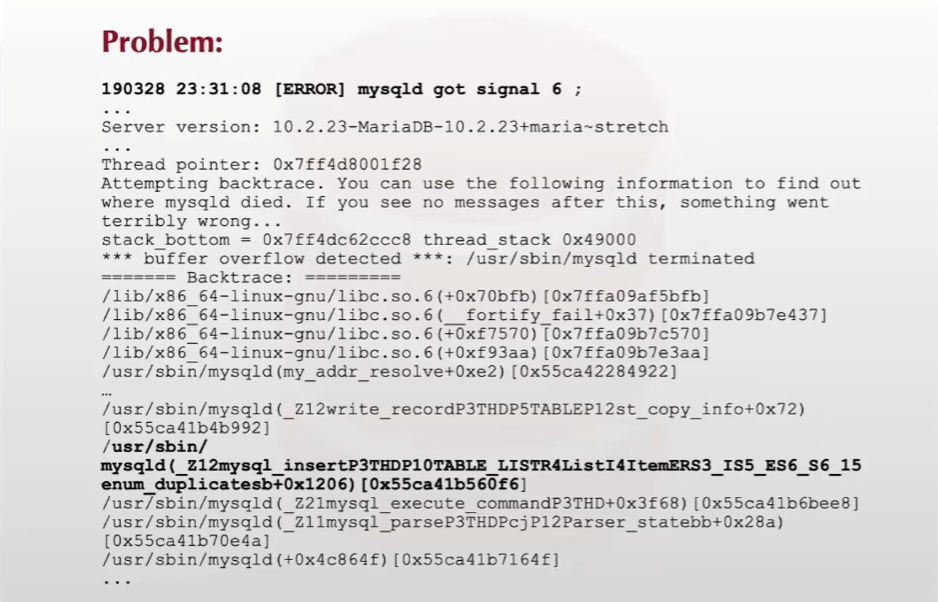 Problem:
190328 23:31:08 [ERROR] mysqld got signal 6 ;
...
Server version: 10.2.23-MariaDB-10.2.23+maria~stretch
...
Thread pointer: 0x7ff4d8001f28
Attempting backtrace. You can use the following information to find out
where mysqld died. If you see no messages after this, something went
terribly wrong...
stack_bottom = 0x7ff4dc62ccc8 thread_stack 0x49000
*** buffer overflow detected ***: /usr/sbin/mysqld terminated
======= Backtrace: =========
/lib/x86_64-linux-gnu/libc.so.6(+0x70bfb)[0x7ffa09af5bfb]
/lib/x86_64-linux-gnu/libc.so.6(__fortify_fail+0x37)[0x7ffa09b7e437]
/lib/x86_64-linux-gnu/libc.so.6(+0xf7570)[0x7ffa09b7c570]
/lib/x86_64-linux-gnu/libc.so.6(+0xf93aa)[0x7ffa09b7e3aa]
/usr/sbin/mysqld(my_addr_resolve+0xe2)[0x55ca42284922]
…
/usr/sbin/mysqld(_Z12write_recordP3THDP5TABLEP12st_copy_info+0x72)
[0x55ca41b4b992]
/usr/sbin/
mysqld(_Z12mysql_insertP3THDP10TABLE_LISTR4ListI4ItemERS3_IS5_ES6_S6_15
enum_duplicatesb+0x1206)[0x55ca41b560f6]
/usr/sbin/mysqld(_Z21mysql_execute_commandP3THD+0x3f68)[0x55ca41b6bee8]
/usr/sbin/mysqld(_Z11mysql_parseP3THDPcjP12Parser_statebb+0x28a)
[0x55ca41b70e4a]
/usr/sbin/mysqld(+0x4c864f)[0x55ca41b7164f]
...